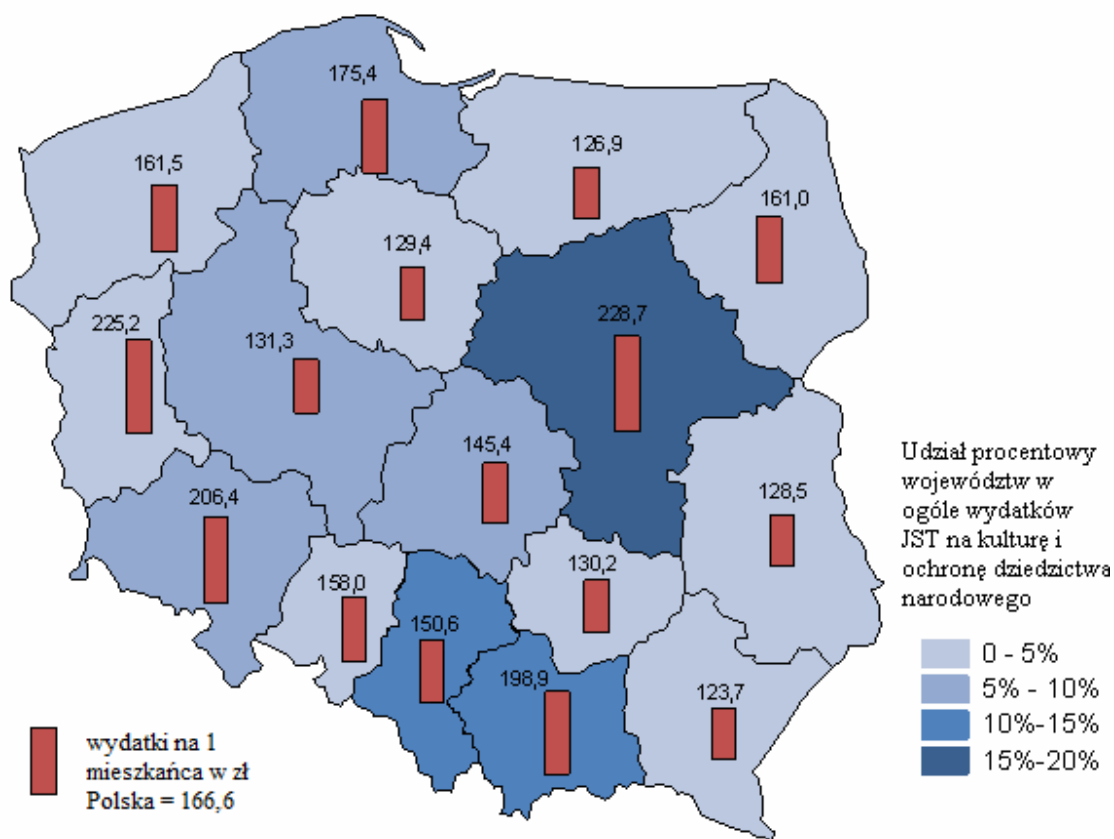 175,4
126,9
161,5
161,0
129,4
228,7
225,2
131,3
145,4
206,4
128,5
130,2
158,0
150,6
198,9
123,7
Udział procentowy
województw w
ogóle wydatków
JST na kulturę i
ochronę dziedzictwa
narodowego
0 - 5%
5% - 10%
10%-15%
15%-20%
wydatki na 1
mieszkańca w zł
Polska = 166,6